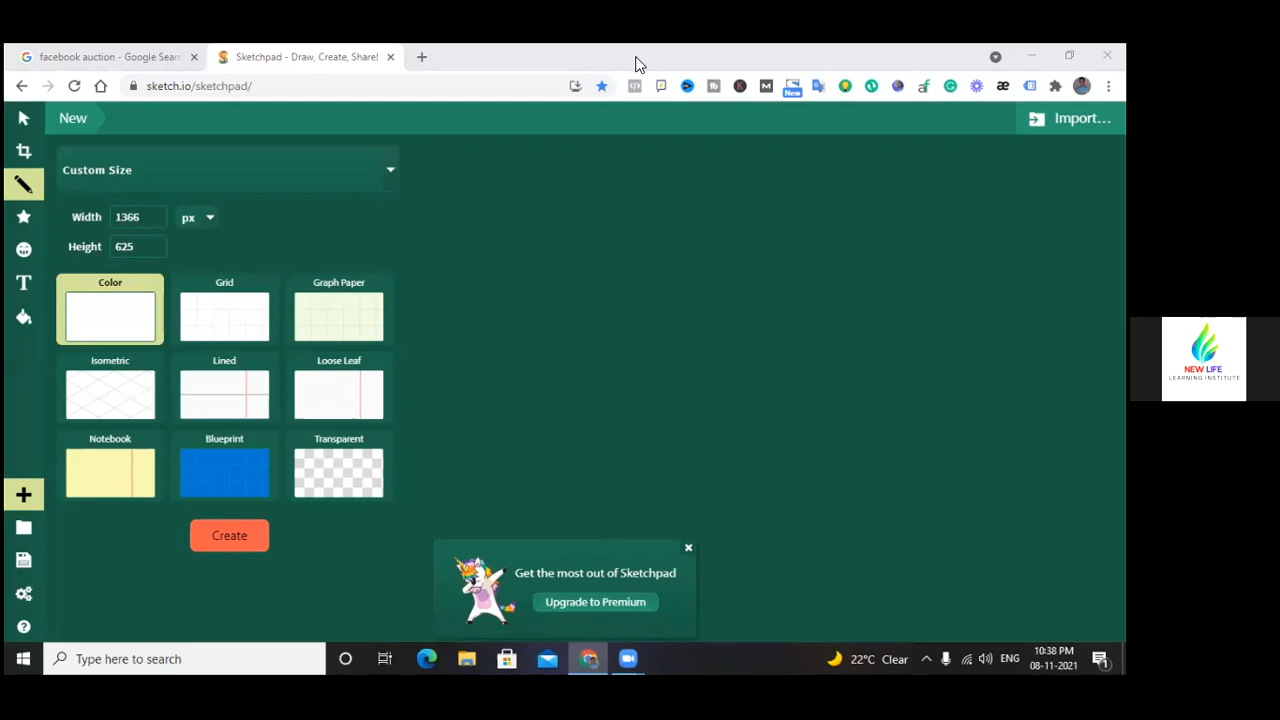 facebook auction - Google Sear
Sketchpad - Draw, Create, Share!
sketch.io/sketchpad/
New
New
Import...
Custom Size
Width 1366 px
Height 625
Color Grid Graph Paper
Isometric Lined Loose Leaf
Notebook Blueprint Transparent
Create
Get the most out of Sketchpad
Upgrade to Premium
NEW LIFE
LEARNING INSTITUTE
Type here to search
22°C Clear
ENG
10:38 PM
08-11-2021